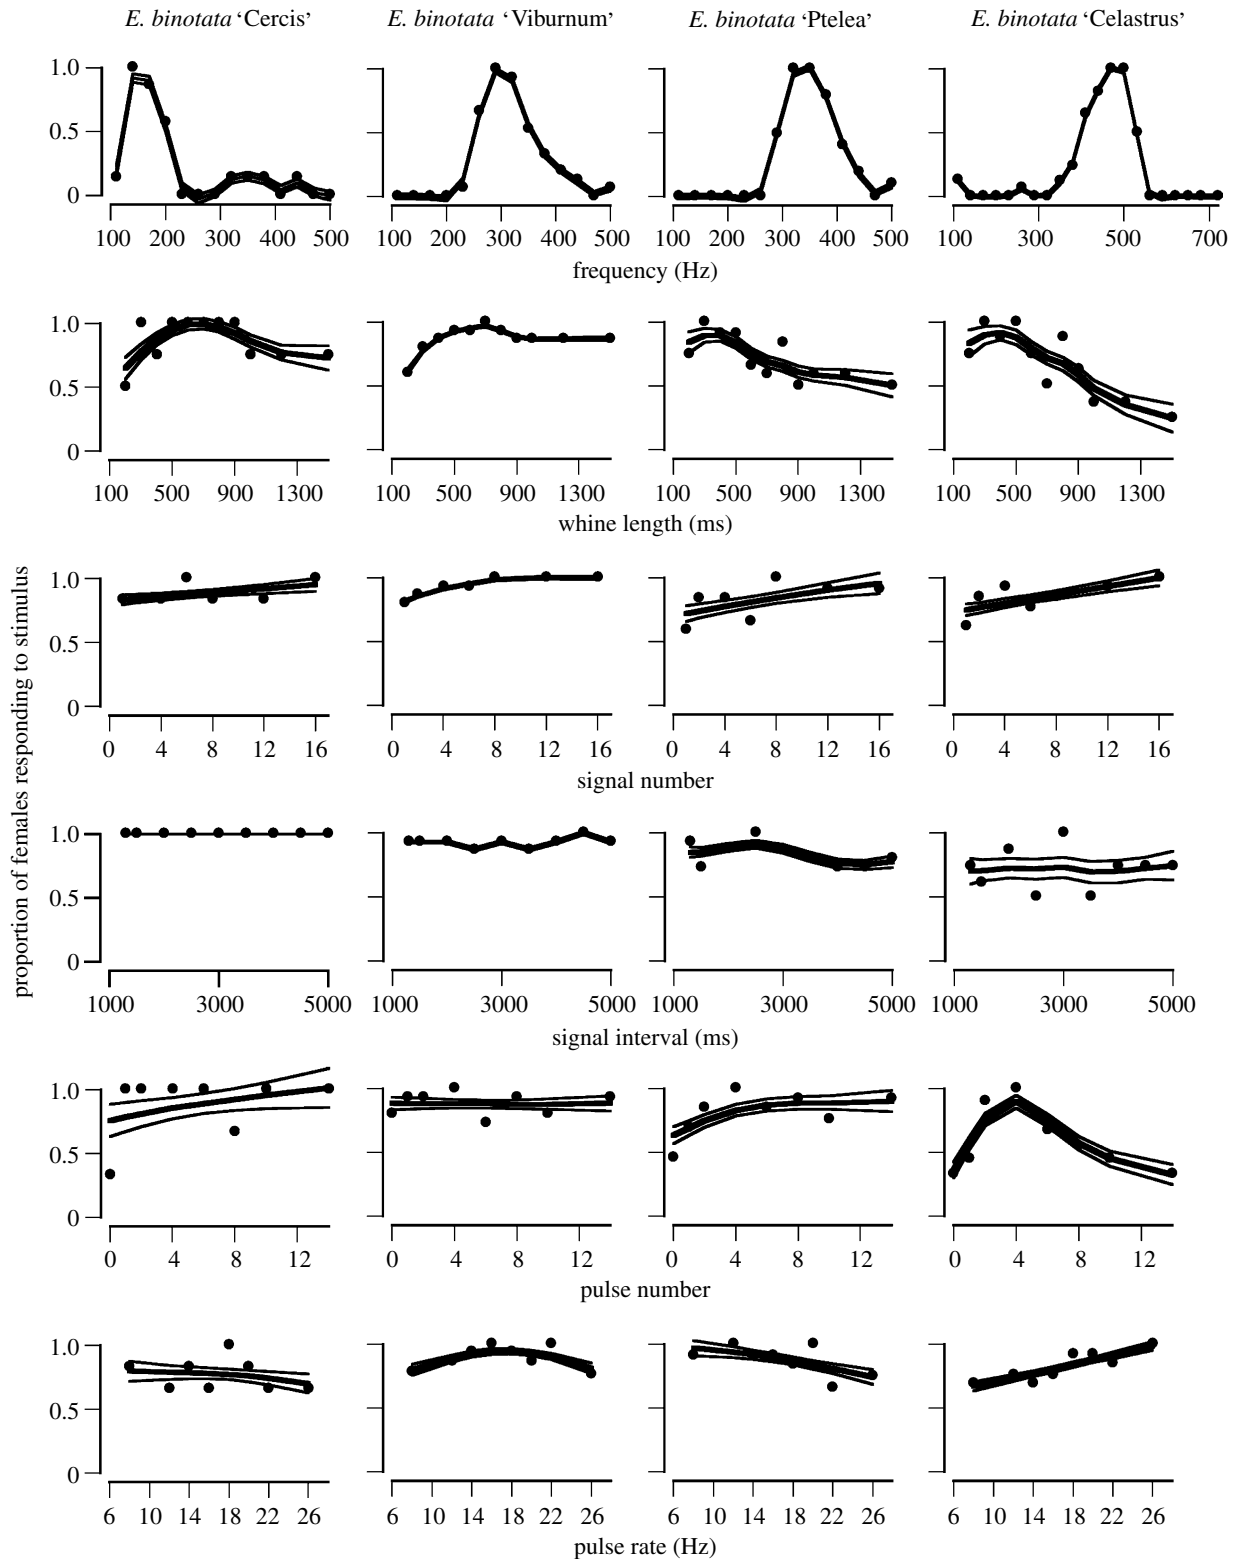 E. binotata ‘Cercis’ E. binotata ‘Viburnum’ E. binotata ‘Ptelea’ E. binotata ‘Celastrus’
proportion of females responding to stimulus
1.0
0.5
0
100 200 300 400 500 100 200 300 400 500 100 200 300 400 500 100 300 500 700
frequency (Hz)
1.0
0.5
0
100 500 900 1300 100 500 900 1300 100 500 900 1300 100 500 900 1300
whine length (ms)
1.0
0.5
0
0 4 8 12 16 0 4 8 12 16 0 4 8 12 16 0 4 8 12 16
signal number
1.0
0.5
0
1000 3000 5000 1000 3000 5000 1000 3000 5000 1000 3000 5000
signal interval (ms)
1.0
0.5
0
0 4 8 12 0 4 8 12 0 4 8 12 0 4 8 12
pulse number
1.0
0.5
0
6 10 14 18 22 26 6 10 14 18 22 26 6 10 14 18 22 26 6 10 14 18 22 26
pulse rate (Hz)